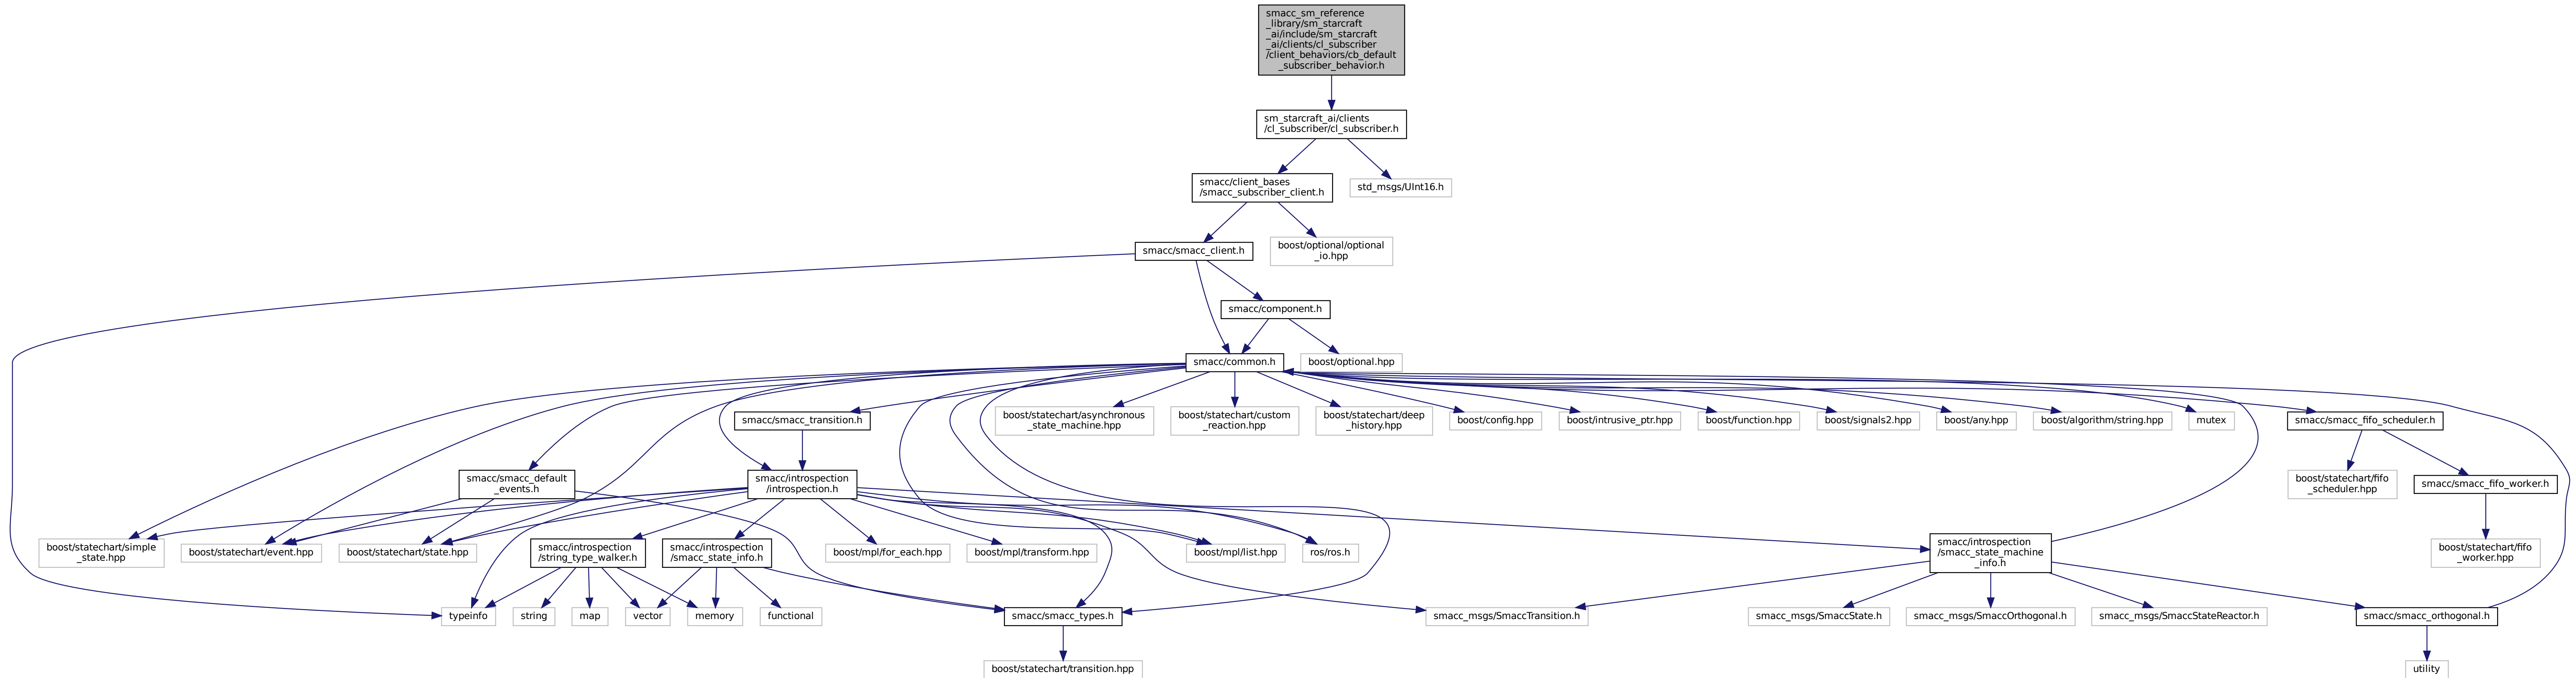 smacc_sm_reference
_library/sm_starcraft
_ai/include/sm_starcraft
_ai/clients/cl_subscriber
/client_behaviors/cb_default
_subscriber_behavior.h
sm_starcraft_ai/clients
/cl_subscriber/cl_subscriber.h
smacc/client_bases
/smacc_subscriber_client.h
std_msgs/UInt16.h
smacc/smacc_client.h
boost/optional/optional
_io.hpp
smacc/component.h
smacc/common.h
boost/optional.hpp
smacc/smacc_transition.h
boost/statechart/asynchronous
_state_machine.hpp
boost/statechart/custom
_reaction.hpp
boost/statechart/deep
_history.hpp
boost/config.hpp
boost/intrusive_ptr.hpp
boost/function.hpp
boost/signals2.hpp
boost/any.hpp
boost/algorithm/string.hpp
mutex
smacc/smacc_fifo_scheduler.h
smacc/smacc_default
_events.h
smacc/introspection
/introspection.h
boost/statechart/fifo
_scheduler.hpp
smacc/smacc_fifo_worker.h
boost/statechart/simple
_state.hpp
boost/statechart/event.hpp
boost/statechart/state.hpp
smacc/introspection
/string_type_walker.h
smacc/introspection
/smacc_state_info.h
boost/mpl/for_each.hpp
boost/mpl/transform.hpp
boost/mpl/list.hpp
ros/ros.h
smacc/introspection
/smacc_state_machine
_info.h
boost/statechart/fifo
_worker.hpp
typeinfo
string
map
vector
memory
functional
smacc/smacc_types.h
smacc_msgs/SmaccTransition.h
smacc_msgs/SmaccState.h
smacc_msgs/SmaccOrthogonal.h
smacc_msgs/SmaccStateReactor.h
smacc/smacc_orthogonal.h
boost/statechart/transition.hpp
utility